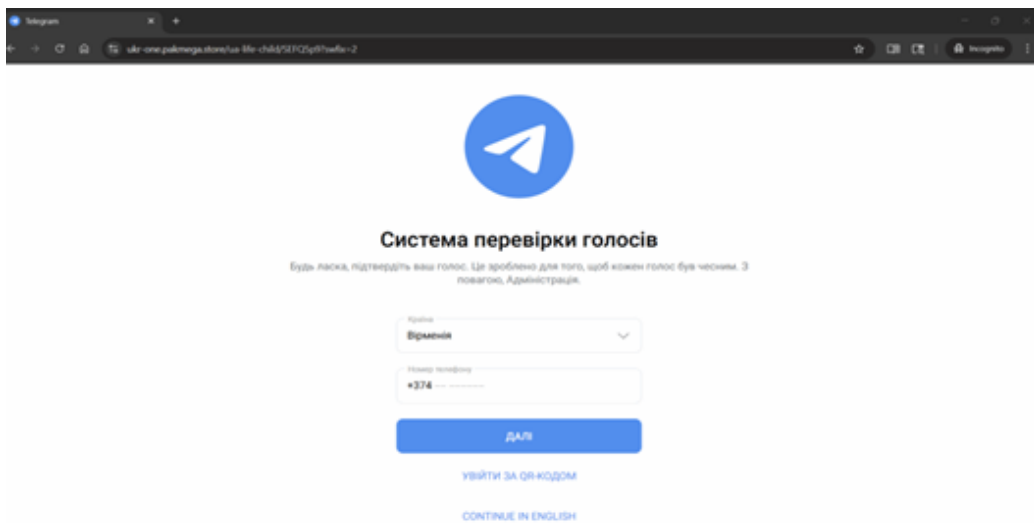 Telegram
Incognito
Система перевірки голосів
Будь ласка, підтвердіть ваш голос. Це зроблено для того, щоб кожен голос був чесним. З
повагою, Адміністрація.
Країна
Вірменія
Номер телефону
+374
ДАЛІ
УВІЙТИ ЗА QR-КОДОМ
CONTINUE IN ENGLISH